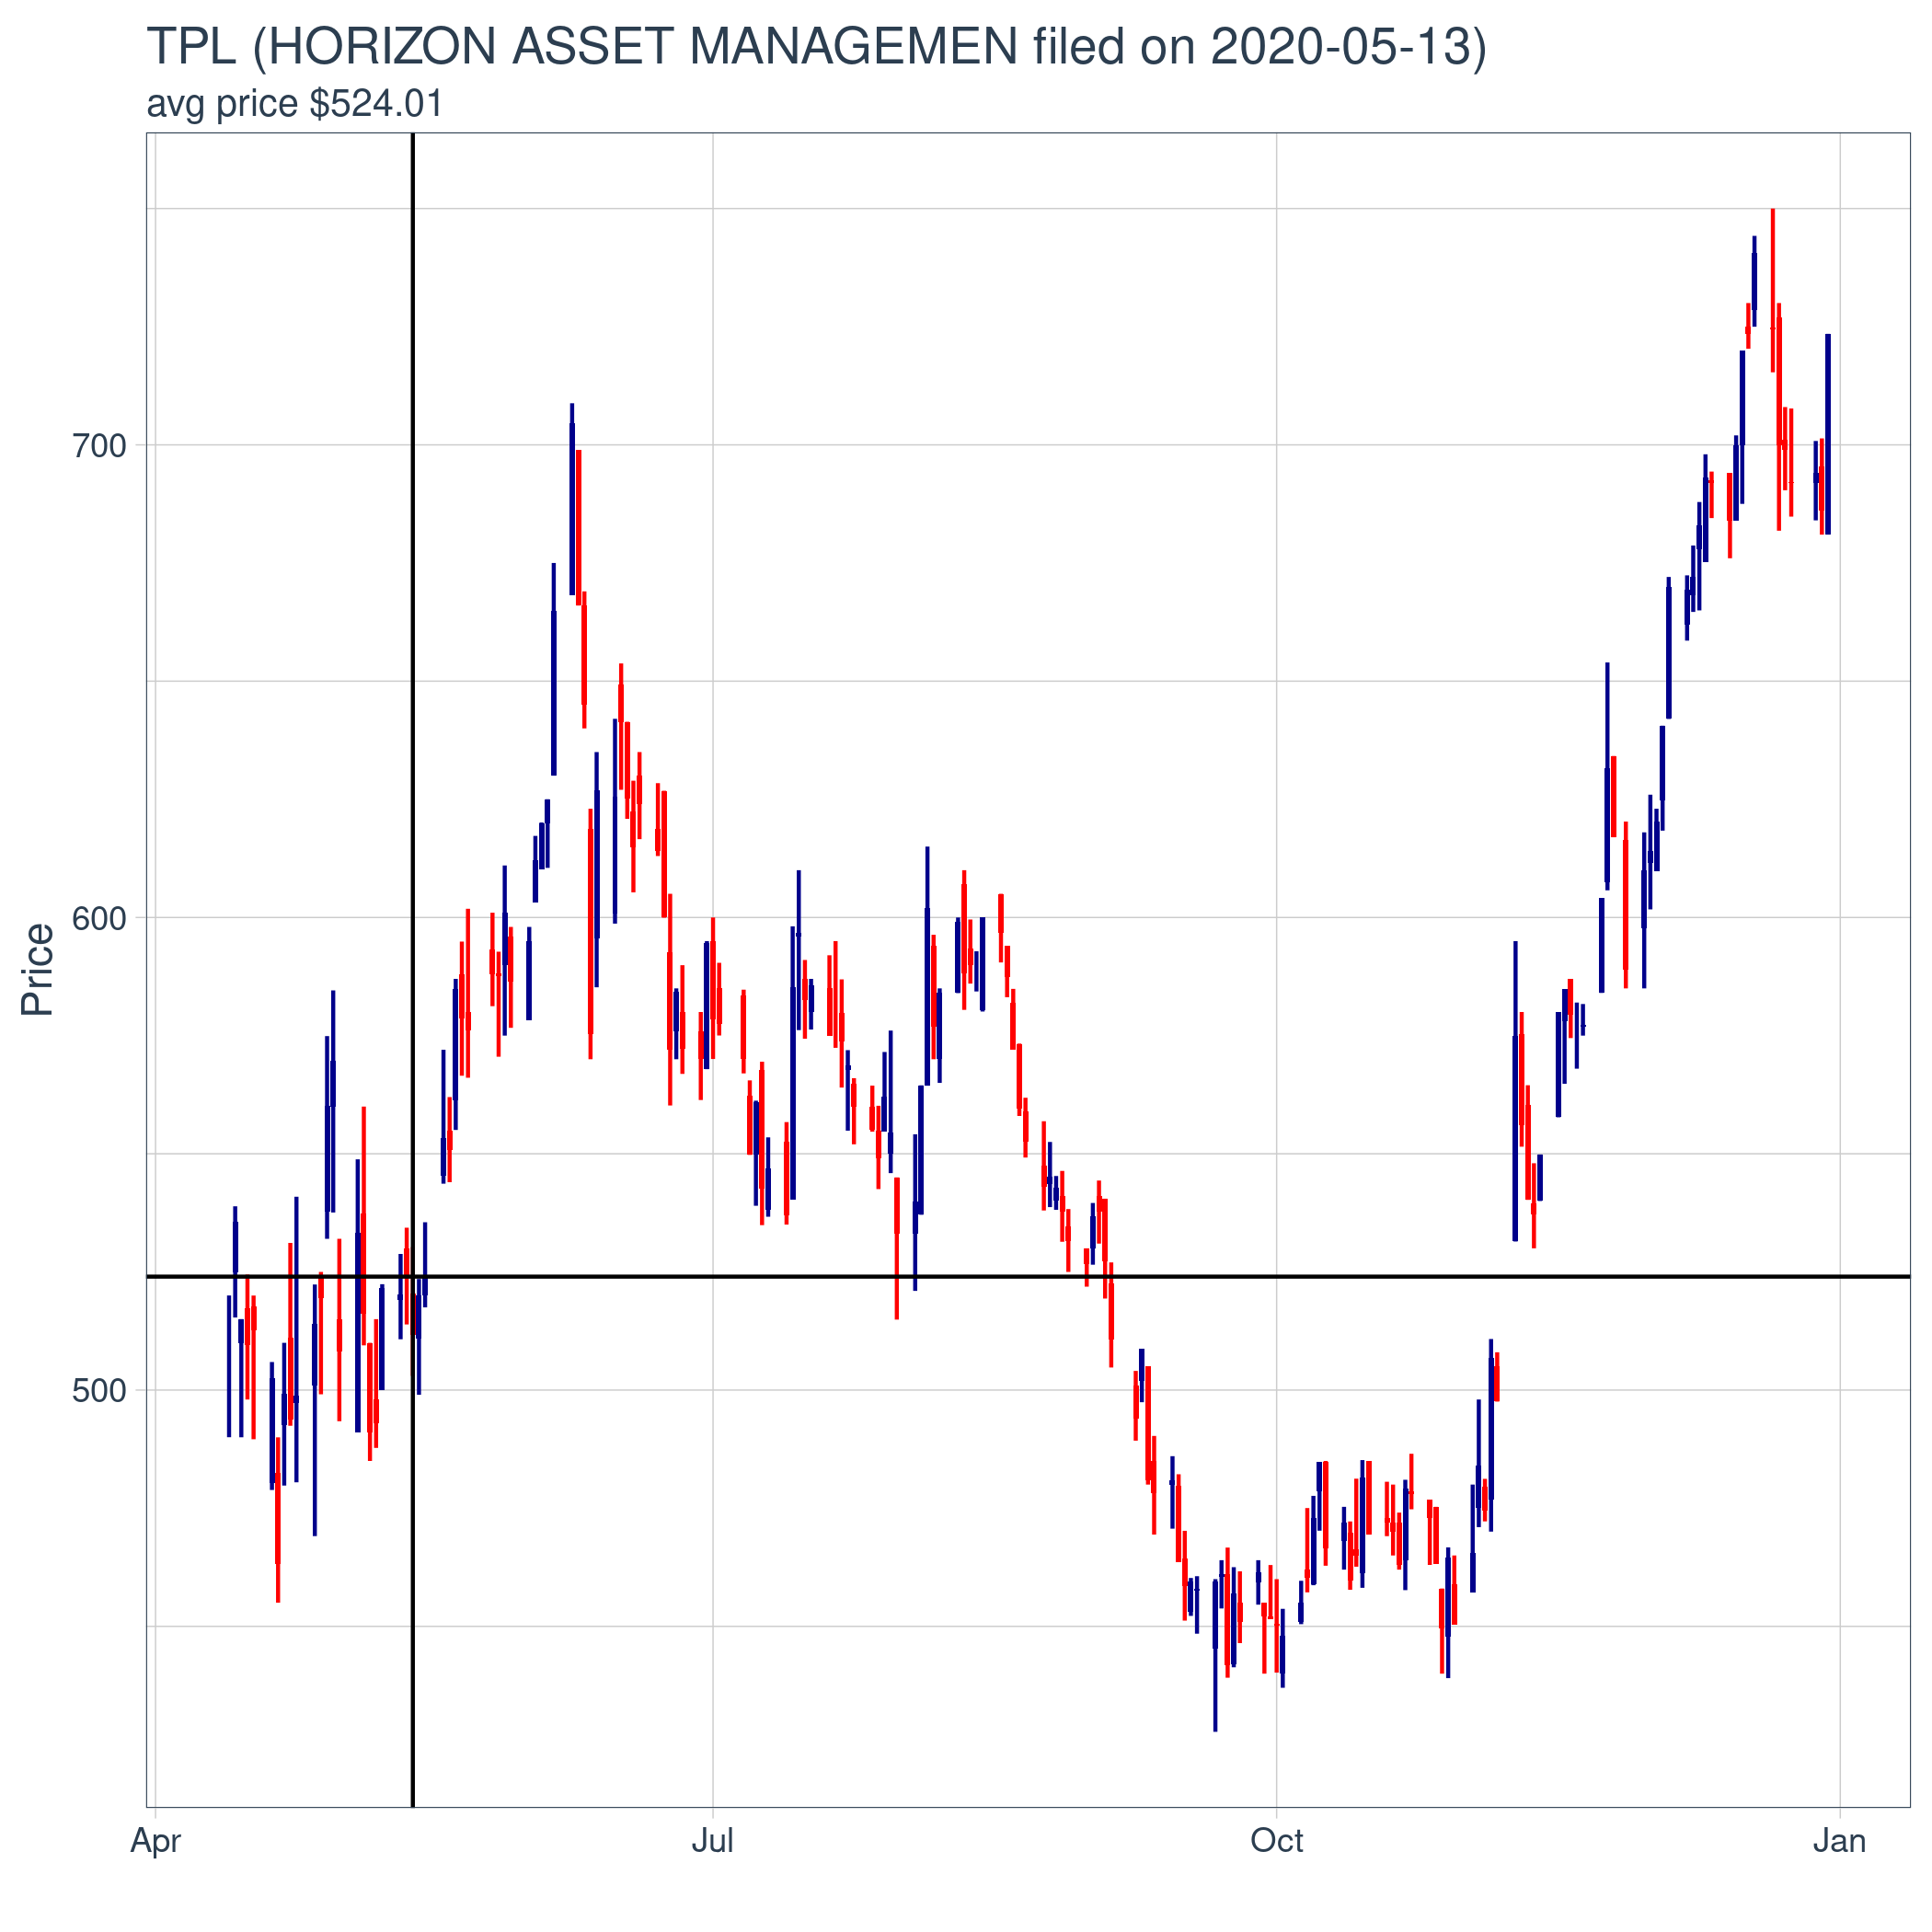 TPL (HORIZON ASSET MANAGEMEN filed on 2020-05-13)
avg price $524.01
Price
700
600
500
Apr Jul Oct Jan